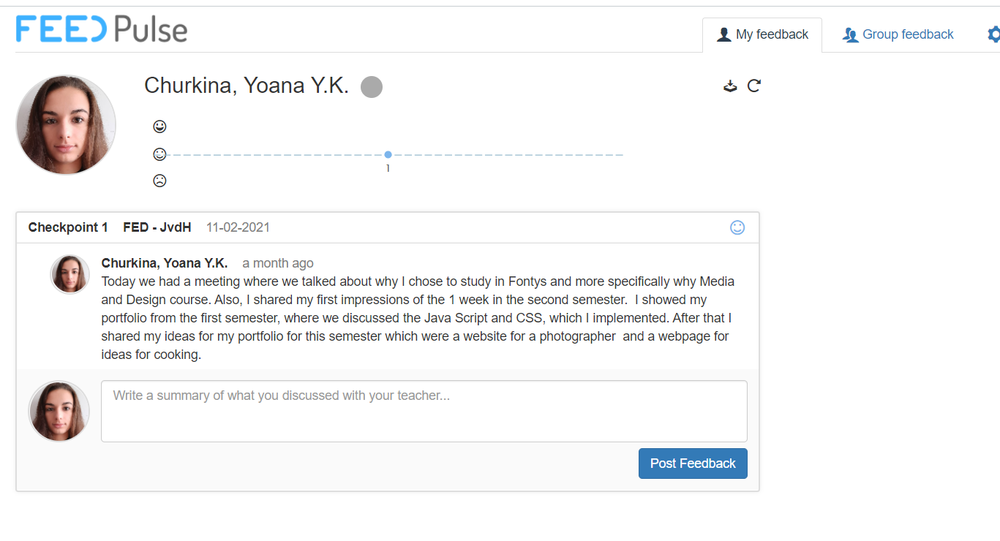 FEEDPulse
My feedback
Group feedback
Churkina, Yoana Y.K.
1
Checkpoint 1 FED - JvdH 11-02-2021
Churkina, Yoana Y.K. a month ago
Today we had a meeting where we talked about why I chose to study in Fontys and more specifically why Media
and Design course. Also, I shared my first impressions of the 1 week in the second semester.  I showed my
portfolio from the first semester, where we discussed the Java Script and CSS, which I implemented. After that I
shared my ideas for my portfolio for this semester which were a website for a photographer  and a webpage for
ideas for cooking.
Write a summary of what you discussed with your teacher...
Post Feedback